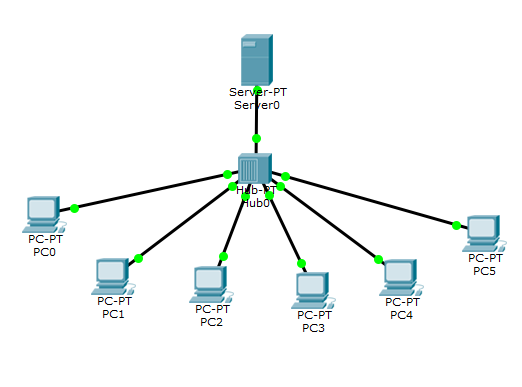 Server-PT
Server0
Hub-PT
Hub0
PC-PT
PC0
PC-PT
PC1
PC-PT
PC2
PC-PT
PC3
PC-PT
PC4
PC-PT
PC5